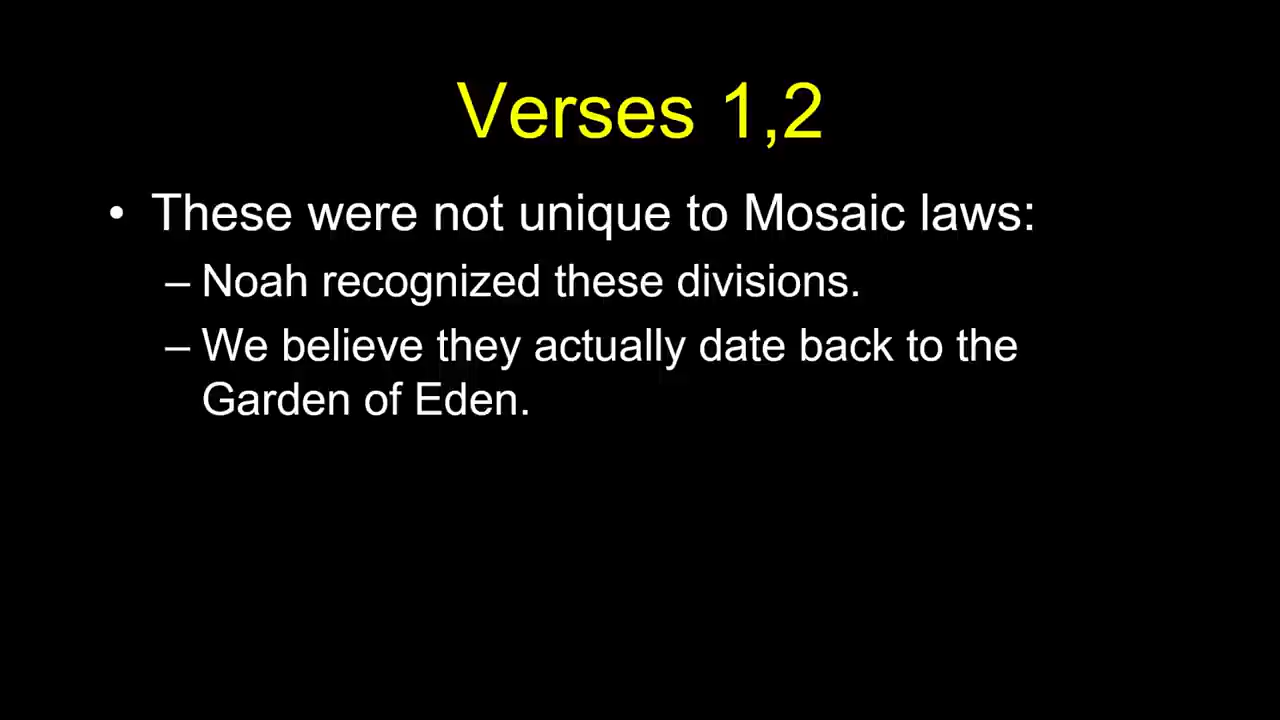 Verses 1,2
• These were not unique to Mosaic laws:
– Noah recognized these divisions.
– We believe they actually date back to the
Garden of Eden.